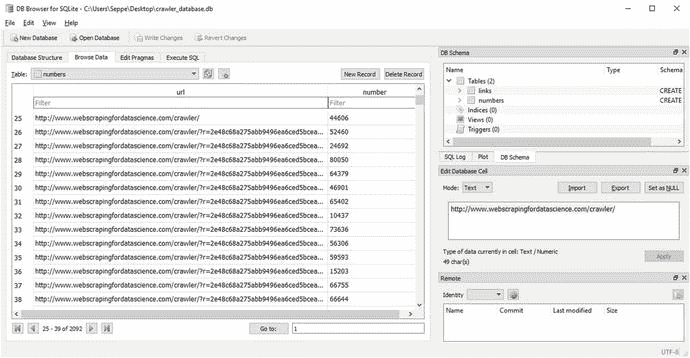 DB Browser for SQLite - C:\Users\Seppe\Desktop\crawler_database.db
File Edit View Help
New Database Open Database Write Changes Revert Changes
Database Structure Browse Data Edit Pragmas Execute SQL
Table: numbers New Record Delete Record
url number
Filter Filter
25 http://www.webscrapingfordatascience.com/crawler/ 44606
26 http://www.webscrapingfordatascience.com/crawler/?r=2e48c68a275abb9496ea6ced5bcea... 52460
27 http://www.webscrapingfordatascience.com/crawler/?r=2e48c68a275abb9496ea6ced5bcea... 24692
28 http://www.webscrapingfordatascience.com/crawler/?r=2e48c68a275abb9496ea6ced5bcea... 80050
29 http://www.webscrapingfordatascience.com/crawler/?r=2e48c68a275abb9496ea6ced5bcea... 64379
30 http://www.webscrapingfordatascience.com/crawler/?r=2e48c68a275abb9496ea6ced5bcea... 46901
31 http://www.webscrapingfordatascience.com/crawler/?r=2e48c68a275abb9496ea6ced5bcea... 65402
32 http://www.webscrapingfordatascience.com/crawler/?r=2e48c68a275abb9496ea6ced5bcea... 10437
33 http://www.webscrapingfordatascience.com/crawler/?r=2e48c68a275abb9496ea6ced5bcea... 73636
34 http://www.webscrapingfordatascience.com/crawler/?r=2e48c68a275abb9496ea6ced5bcea... 56306
35 http://www.webscrapingfordatascience.com/crawler/?r=2e48c68a275abb9496ea6ced5bcea... 59593
36 http://www.webscrapingfordatascience.com/crawler/?r=2e48c68a275abb9496ea6ced5bcea... 15203
37 http://www.webscrapingfordatascience.com/crawler/?r=2e48c68a275abb9496ea6ced5bcea... 66755
38 http://www.webscrapingfordatascience.com/crawler/?r=2e48c68a275abb9496ea6ced5bcea... 66644
25 - 39 of 2092 Go to: 1
DB Schema
Name Type Schema
Tables (2)
links CREATE
numbers CREATE
Indices (0)
Views (0)
Triggers (0)
SQL Log Plot DB Schema
Edit Database Cell
Mode: Text Import Export Set as NULL
http://www.webscrapingfordatascience.com/crawler/
Type of data currently in cell: Text / Numeric
49 char(s) Apply
Remote
Identity
Name Commit Last modified Size
UTF-8